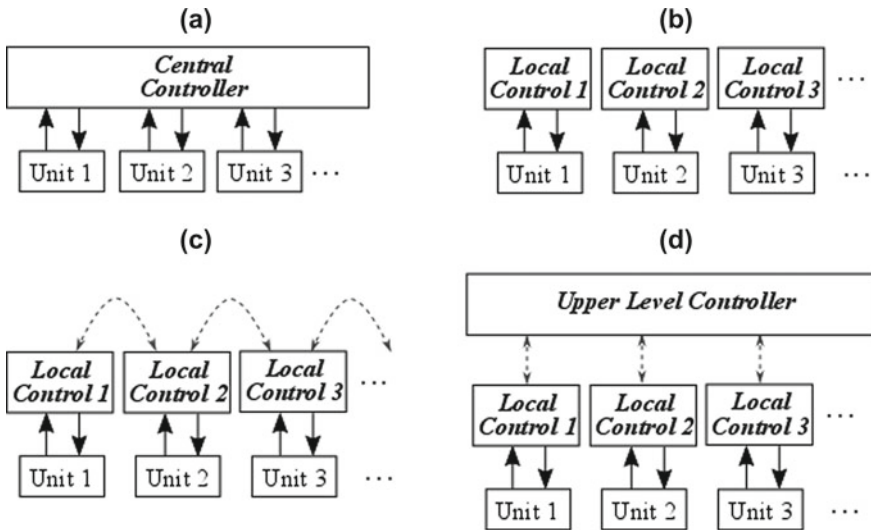 (a)
Central
Controller
Unit 1 Unit 2 Unit 3 ···
(b)
Local Control 1
Local Control 2
Local Control 3
···
Unit 1 Unit 2 Unit 3 ···
(c)
Local Control 1
Local Control 2
Local Control 3
···
Unit 1 Unit 2 Unit 3 ···
(d)
Upper Level Controller
Local Control 1
Local Control 2
Local Control 3
···
Unit 1 Unit 2 Unit 3 ···